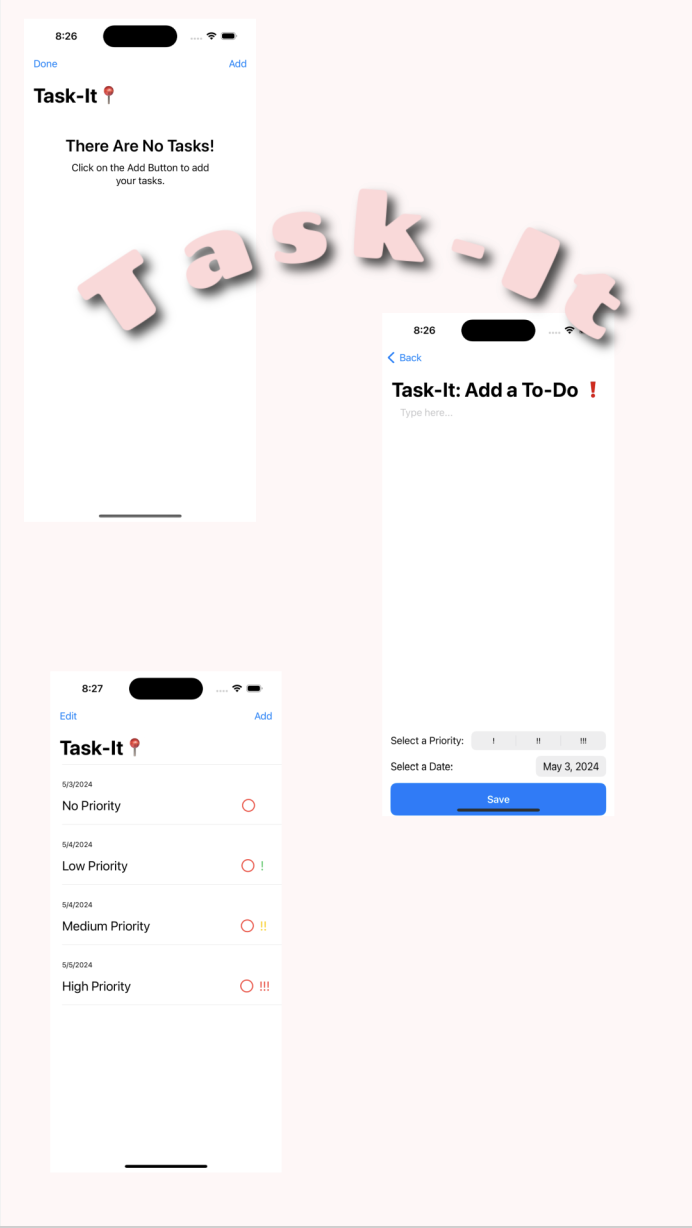 8:26
Done Add
Task-It📍
There Are No Tasks!
Click on the Add Button to add
your tasks.
Task-It
8:26
Back
Task-It: Add a To-Do ❗
Type here...
Select a Priority: ! !! !!!
Select a Date: May 3, 2024
Save
8:27
Edit Add
Task-It📍
5/3/2024
No Priority
5/4/2024
Low Priority !
5/4/2024
Medium Priority !!
5/5/2024
High Priority !!!